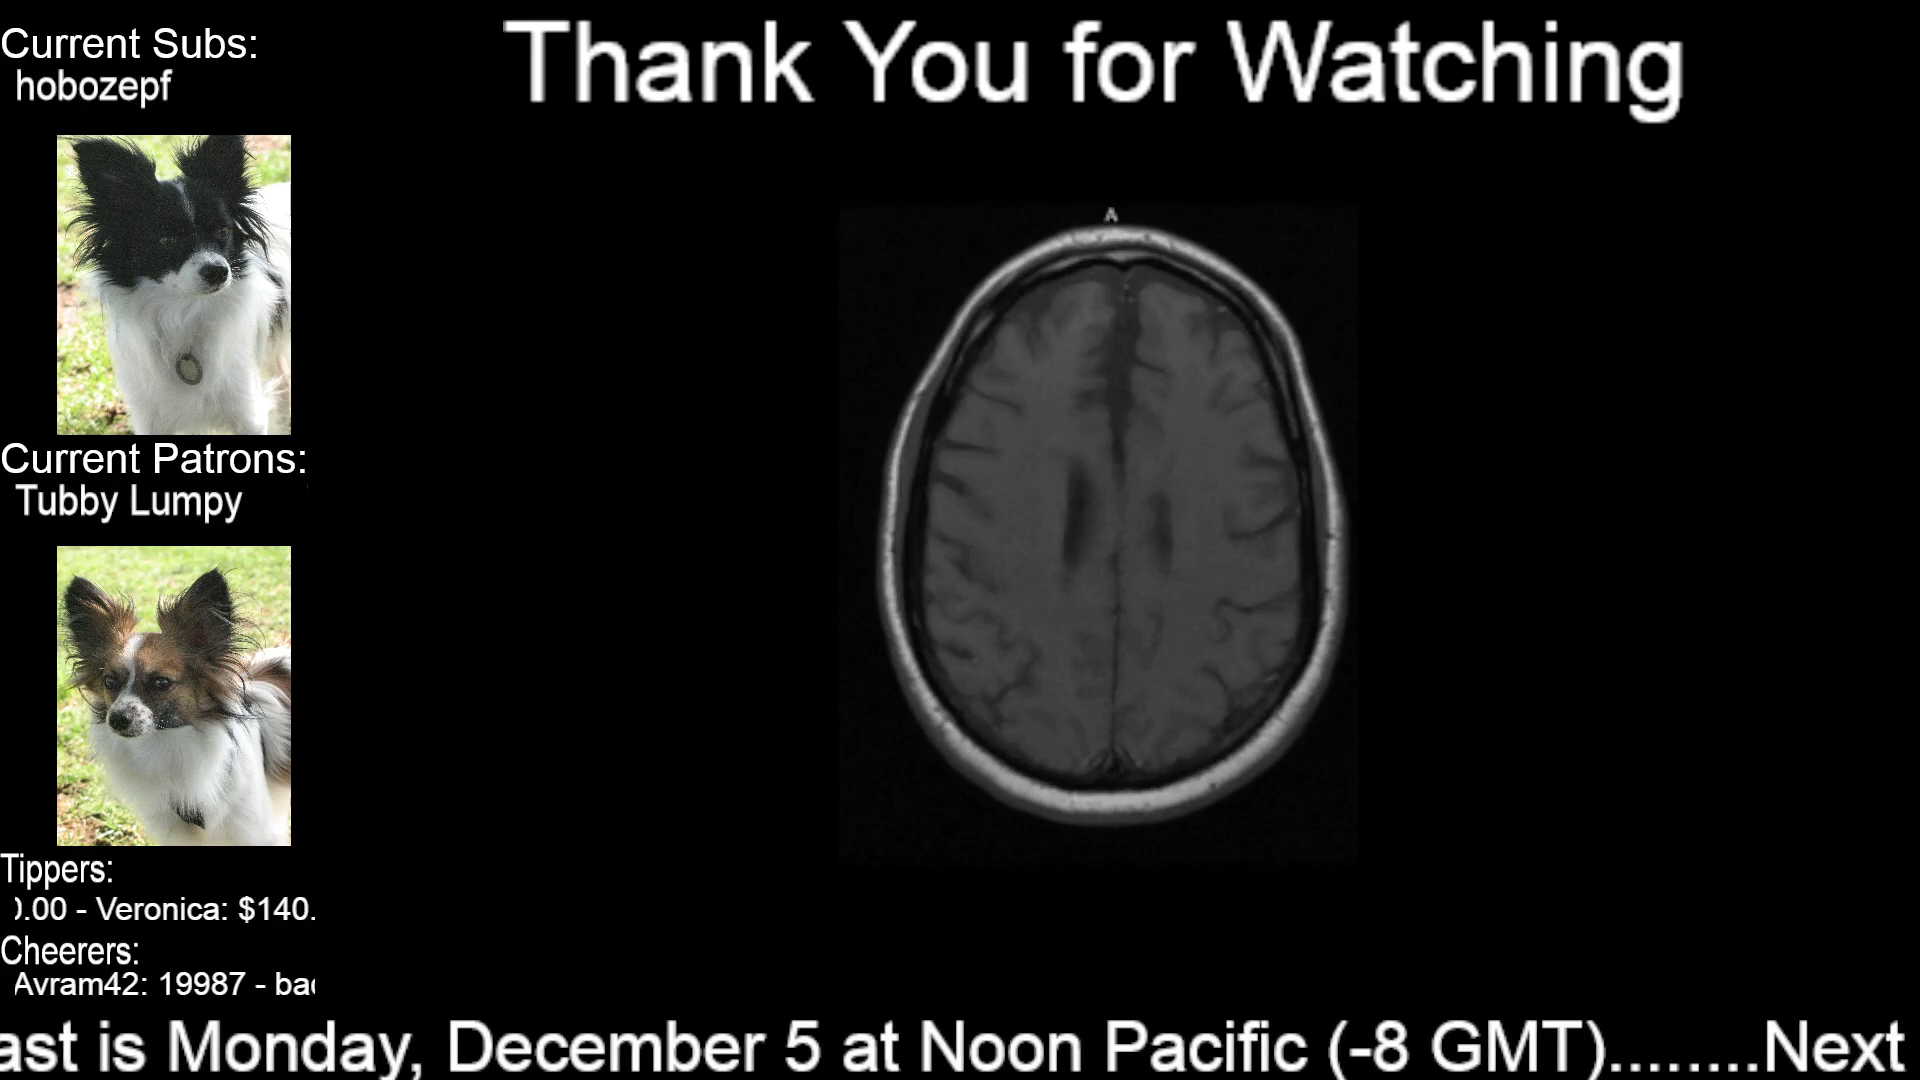 Current Subs:
hobozepf
Thank You for Watching
A
Current Patrons:
Tubby Lumpy
Tippers:
.00 - Veronica: $140.
Cheerers:
Avram42: 19987 -
ast is Monday, December 5 at Noon Pacific (-8 GMT)........Next